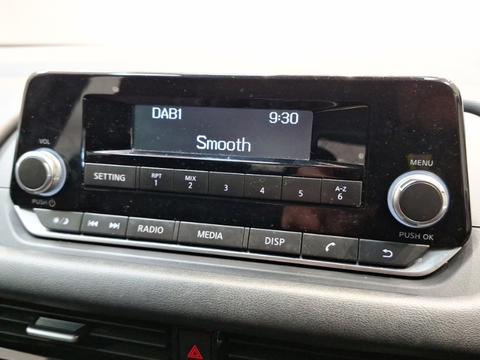 DAB1 9:30
Smooth
VOL
MENU
SETTING RPT 1 MIX 2 3 4 5 A-Z 6
PUSH
PUSH OK
RADIO MEDIA DISP